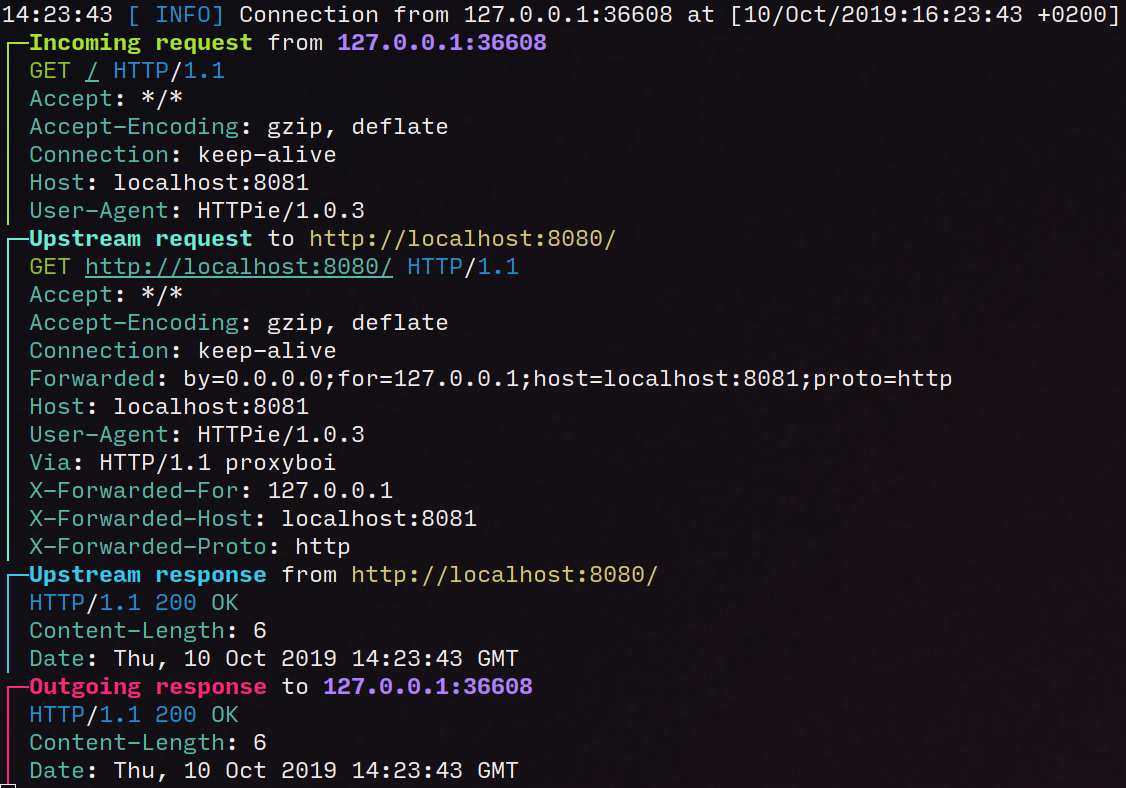 14:23:43 [ INFO] Connection from 127.0.0.1:36608 at [10/Oct/2019:16:23:43 +0200]
Incoming request from 127.0.0.1:36608
GET / HTTP/1.1
Accept: */*
Accept-Encoding: gzip, deflate
Connection: keep-alive
Host: localhost:8081
User-Agent: HTTPie/1.0.3
Upstream request to http://localhost:8080/
GET http://localhost:8080/ HTTP/1.1
Accept: */*
Accept-Encoding: gzip, deflate
Connection: keep-alive
Forwarded: by=0.0.0.0;for=127.0.0.1;host=localhost:8081;proto=http
Host: localhost:8081
User-Agent: HTTPie/1.0.3
Via: HTTP/1.1 proxyboi
X-Forwarded-For: 127.0.0.1
X-Forwarded-Host: localhost:8081
X-Forwarded-Proto: http
Upstream response from http://localhost:8080/
HTTP/1.1 200 OK
Content-Length: 6
Date: Thu, 10 Oct 2019 14:23:43 GMT
Outgoing response to 127.0.0.1:36608
HTTP/1.1 200 OK
Content-Length: 6
Date: Thu, 10 Oct 2019 14:23:43 GMT